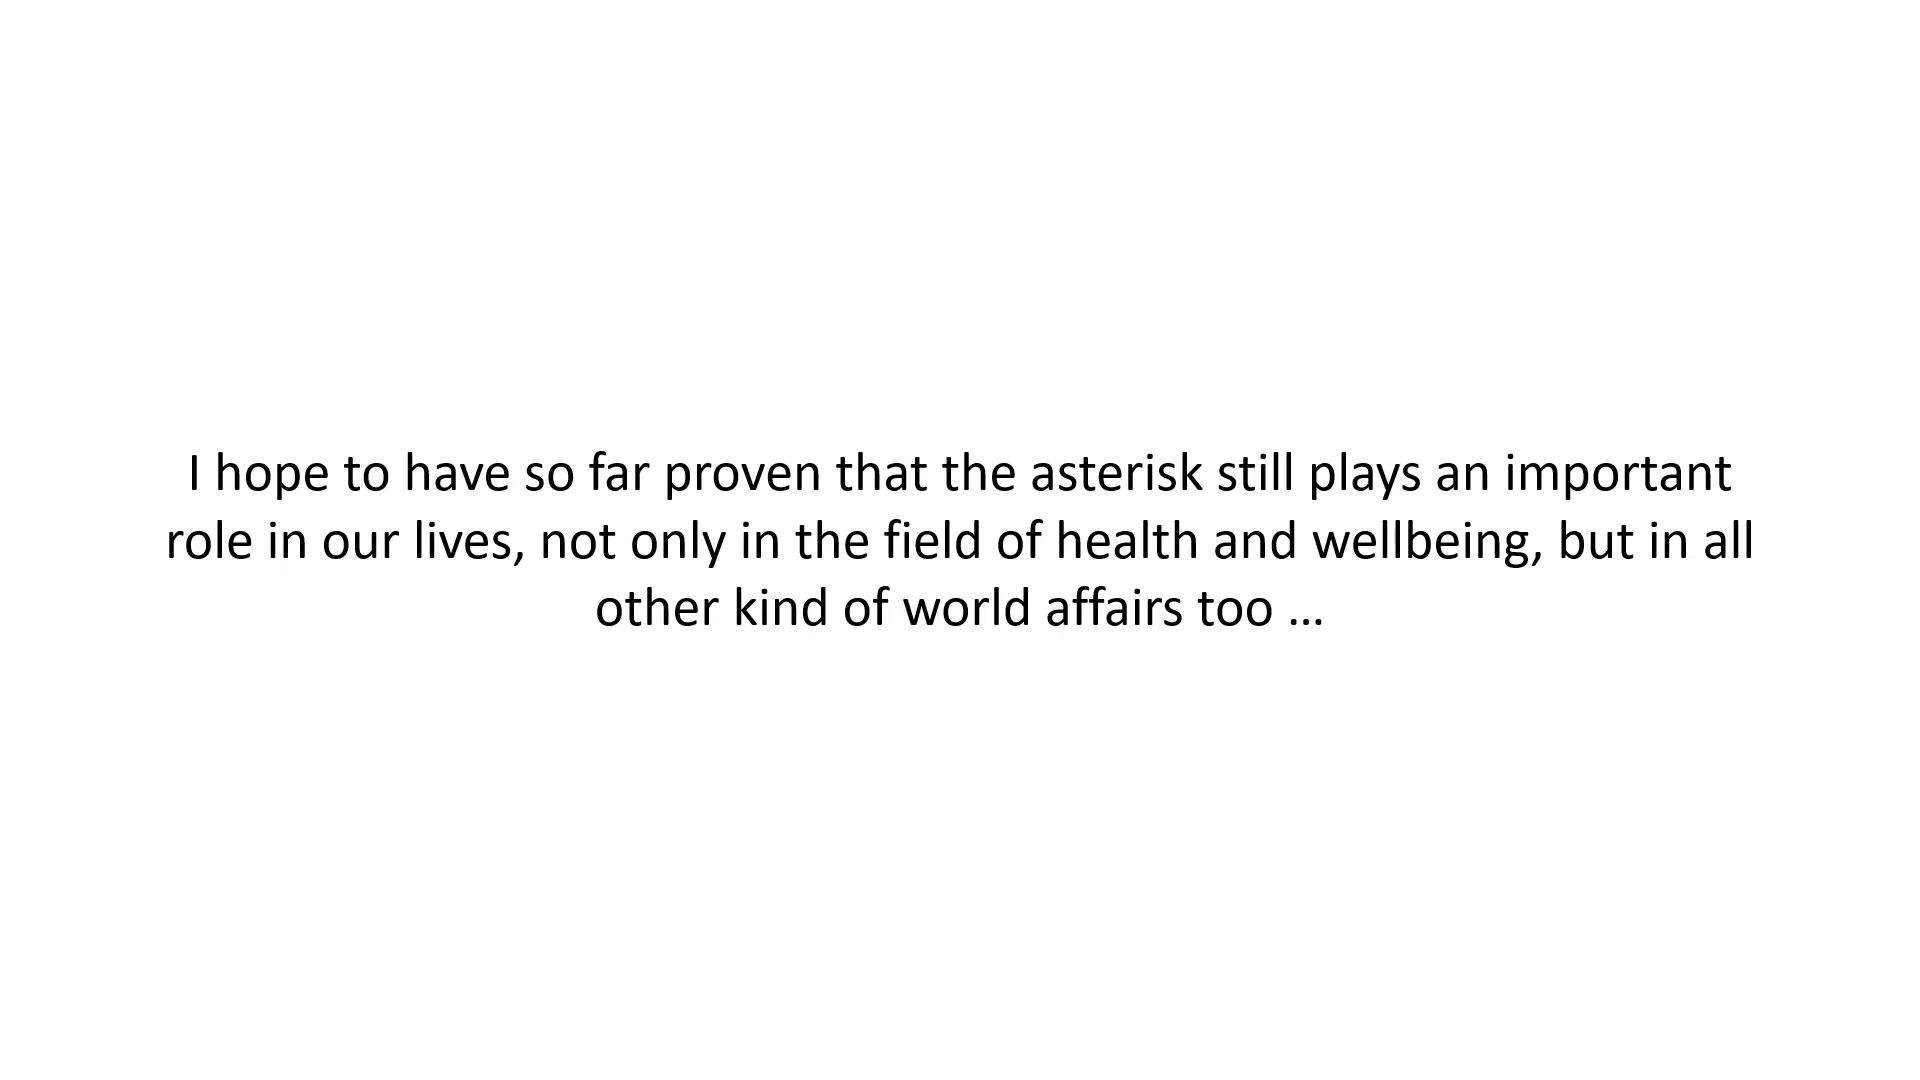 I hope to have so far proven that the asterisk still plays an important
role in our lives, not only in the field of health and wellbeing, but in all
other kind of world affairs too …